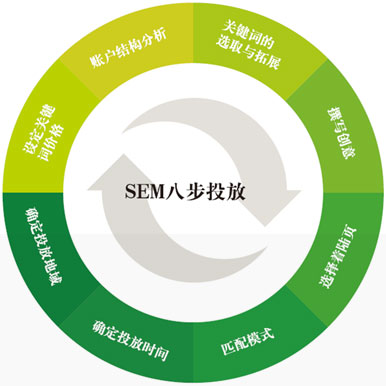 SEM八步投放
账户结构分析
关键词的
选取与拓展
撰写创意
选择着陆页
匹配模式
确定投放时间
确定投放地域
设定关键
词价格